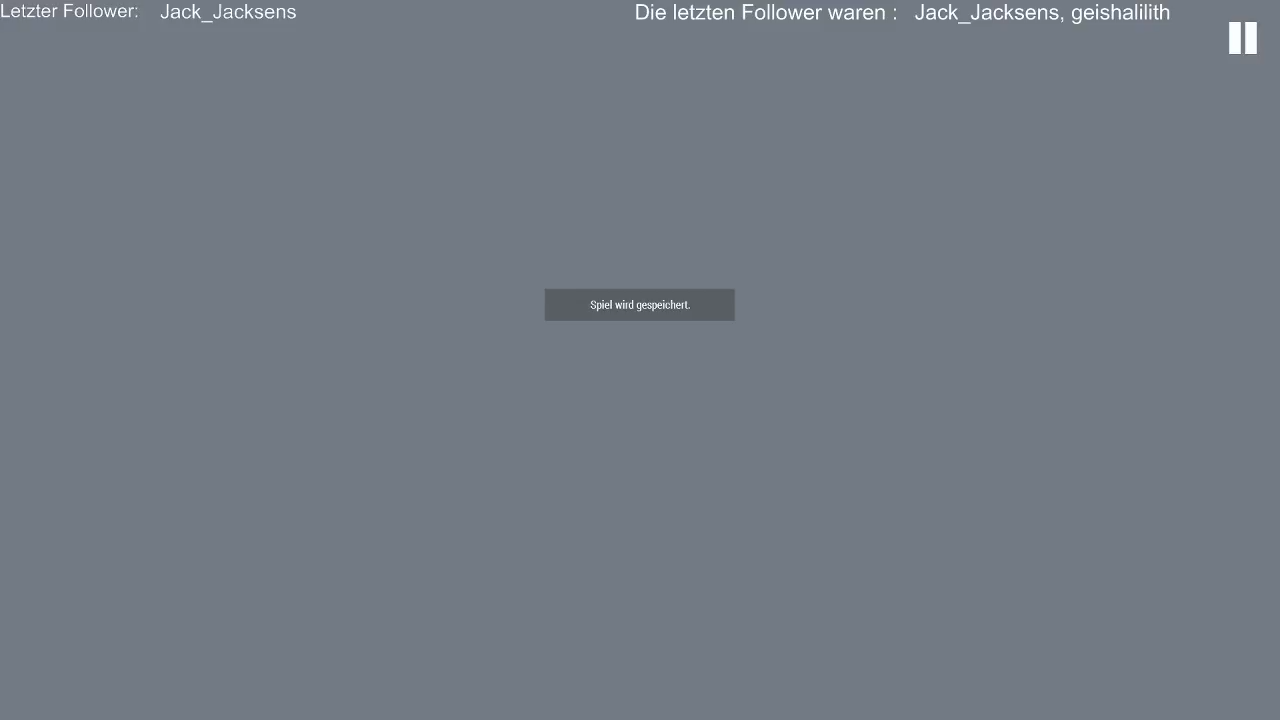 Letzter Follower: Jack_Jacksens
Die letzten Follower waren : Jack_Jacksens, geishalilith
Spiel wird gespeichert.